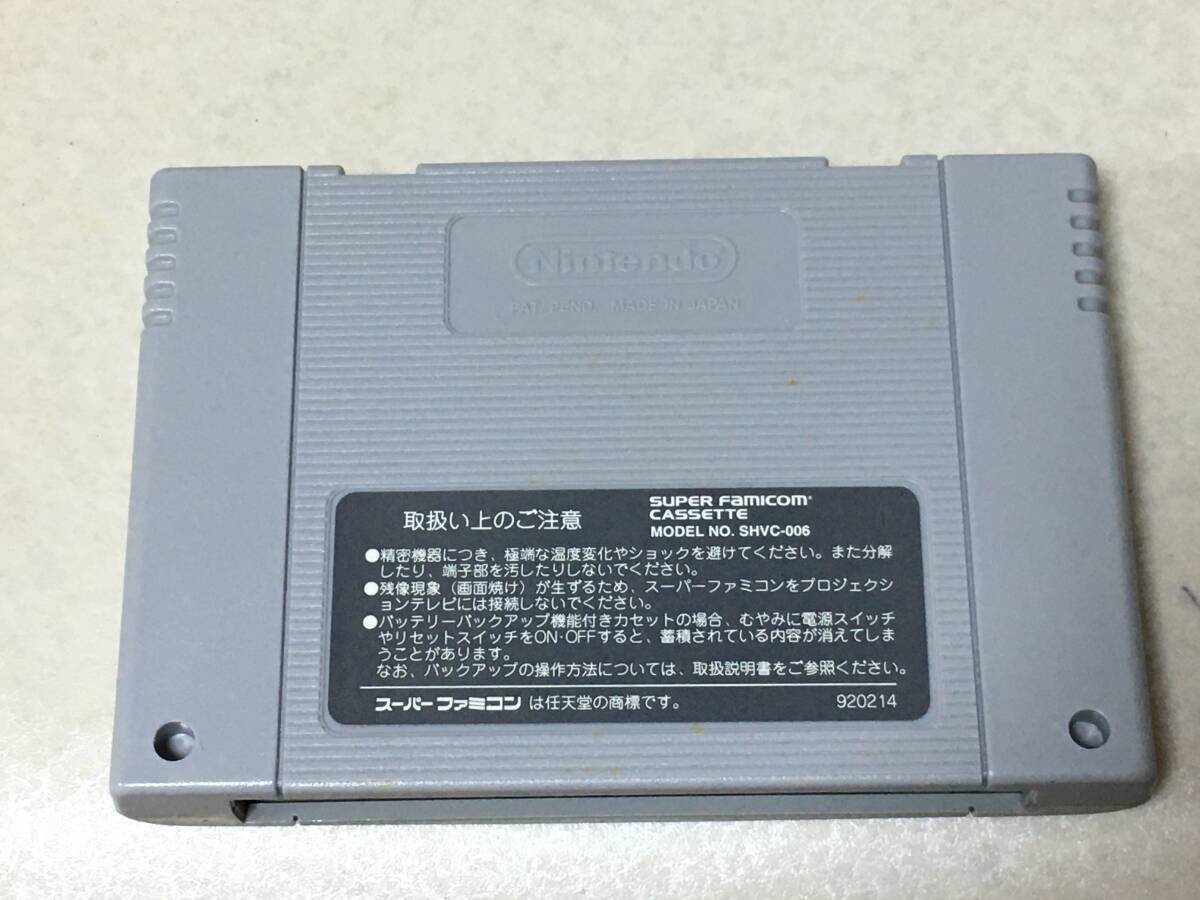 Nintendo
PAT. PEND. MADE IN JAPAN
取扱い上のご注意
SUPER FAMICOM
CASSETTE
MODEL NO. SHVC-006
●精密機器につき、極端な温度変化やショックを避けてください。また分解
したり、端子部を汚したりしないでください。
●残像現象（画面焼け）が生ずるため、スーパーファミコンをプロジェクシ
ョンテレビには接続しないでください。
●バッテリーバックアップ機能付きカセットの場合、むやみに電源スイッチ
やリセットスイッチをON·OFFすると、蓄積されている内容が消えてしま
うことがあります。
なお、バックアップの操作方法については、取扱説明書をご参照ください。
スーパーファミコン は任天堂の商標です。
920214